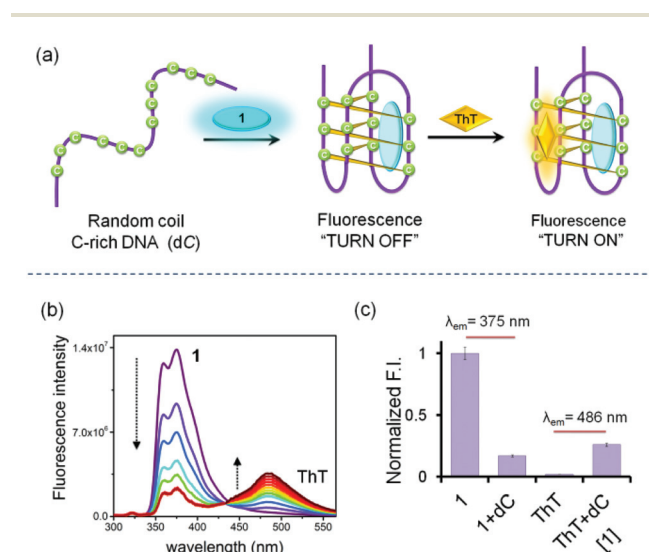 (a)
C C C C C C C C C C C C
1
ThT
Random coil
C-rich DNA (dC)
Fluorescence
"TURN OFF"
Fluorescence
"TURN ON"
(b)
Fluorescence intensity
1.4x10⁷
7.0x10⁶
0.0
1
ThT
300 350 400 450 500 550
wavelength (nm)
(c)
Normalized F.I.
1
0.5
0
λem = 375 nm
λem = 486 nm
1
1+dC
ThT
ThT+dC
[1]